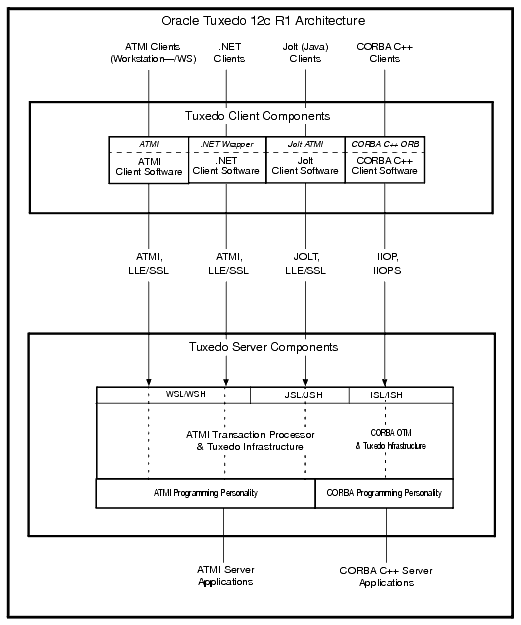 Oracle Tuxedo 12c R1 Architecture
ATMI Clients
(Workstation—/WS)
.NET
Clients
Jolt (Java)
Clients
CORBA C++
Clients
Tuxedo Client Components
ATMI
.NET Wrapper
Jolt ATMI
CORBA C++ ORB
ATMI
Client Software
.NET
Client Software
Jolt
Client Software
CORBA C++
Client Software
ATMI,
LLE/SSL
ATMI,
LLE/SSL
JOLT,
LLE/SSL
IIOP,
IIOPS
Tuxedo Server Components
WSL/WSH
JSL/JSH
ISL/ISH
ATMI Transaction Processor
& Tuxedo Infrastructure
CORBA OTM
& Tuxedo Infrastructure
ATMI Programming Personality
CORBA Programming Personality
ATMI Server
Applications
CORBA C++ Server
Applications